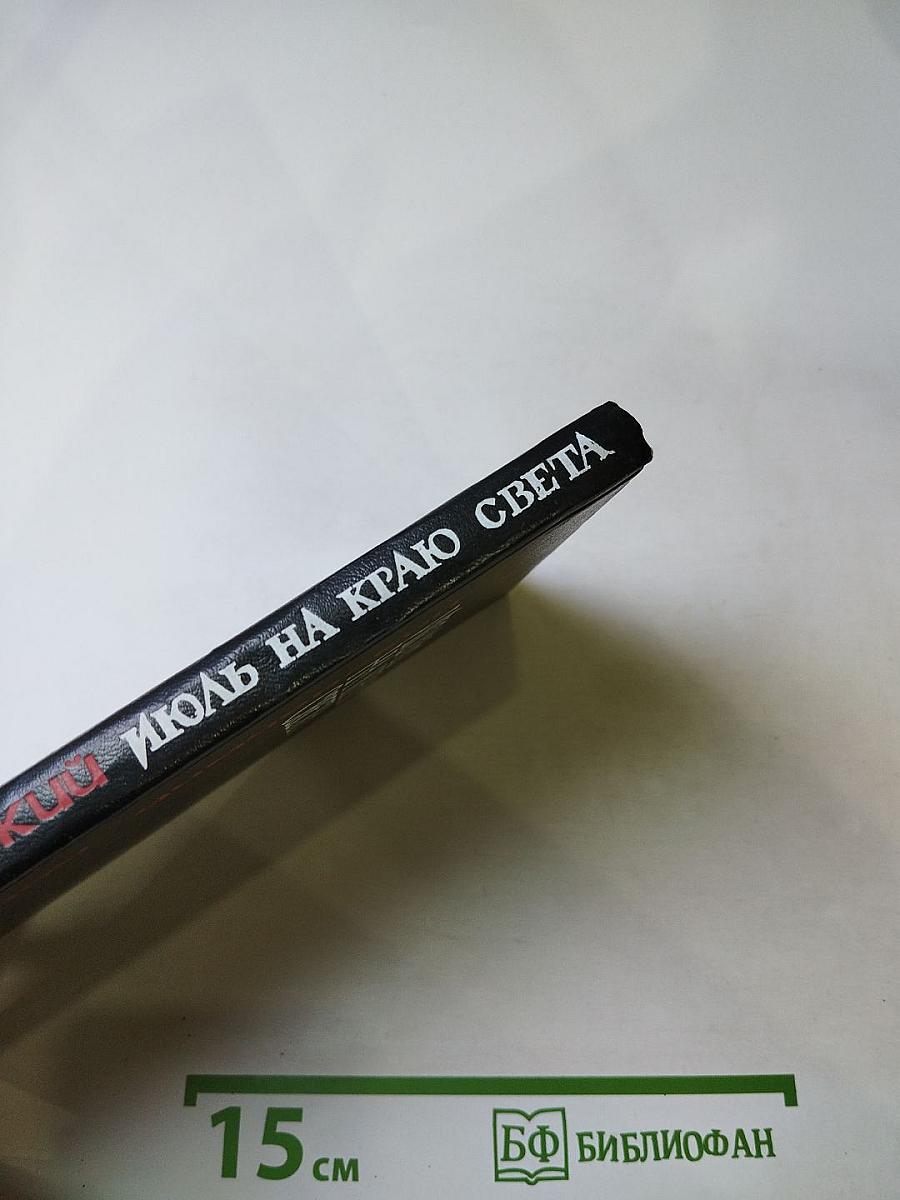 кий ИЮЛЬ НА КРАЮ СВЕТА
15 см
БФ БИБЛИОФАН